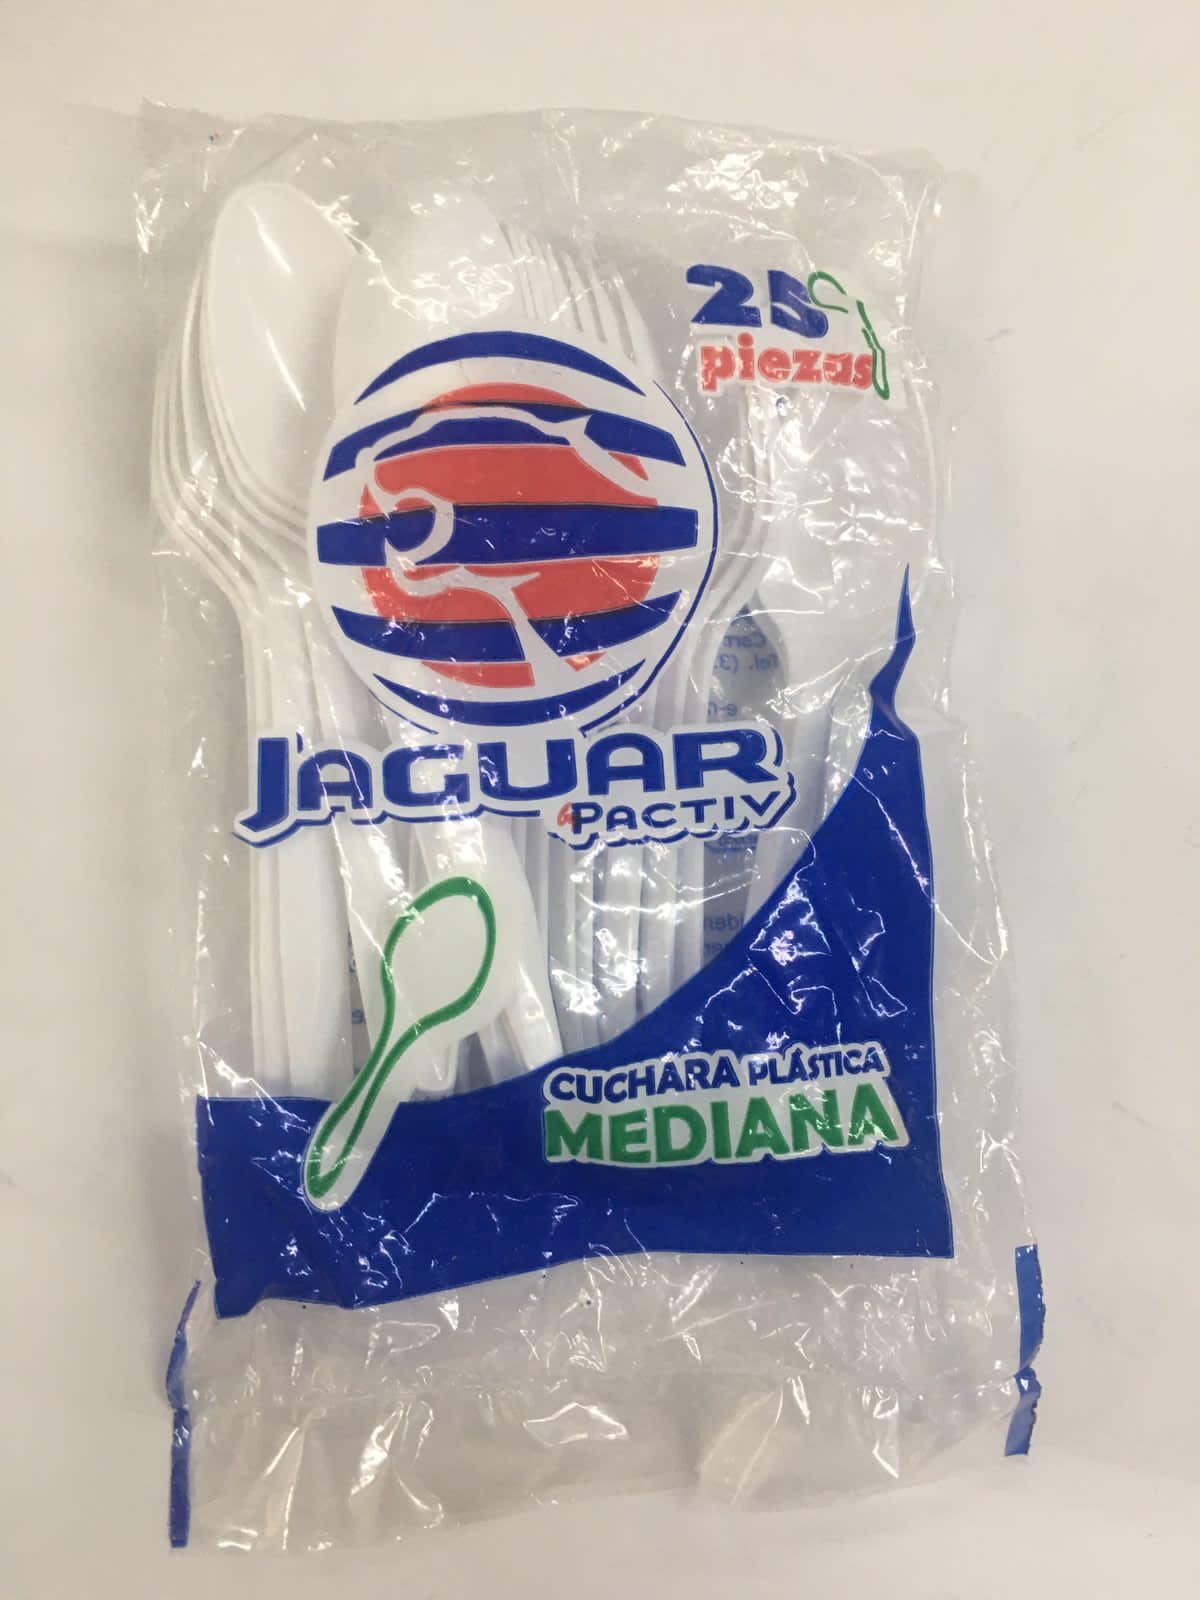 25
piezas
JAGUAR
PACTIV
CUCHARA PLÁSTICA
MEDIANA